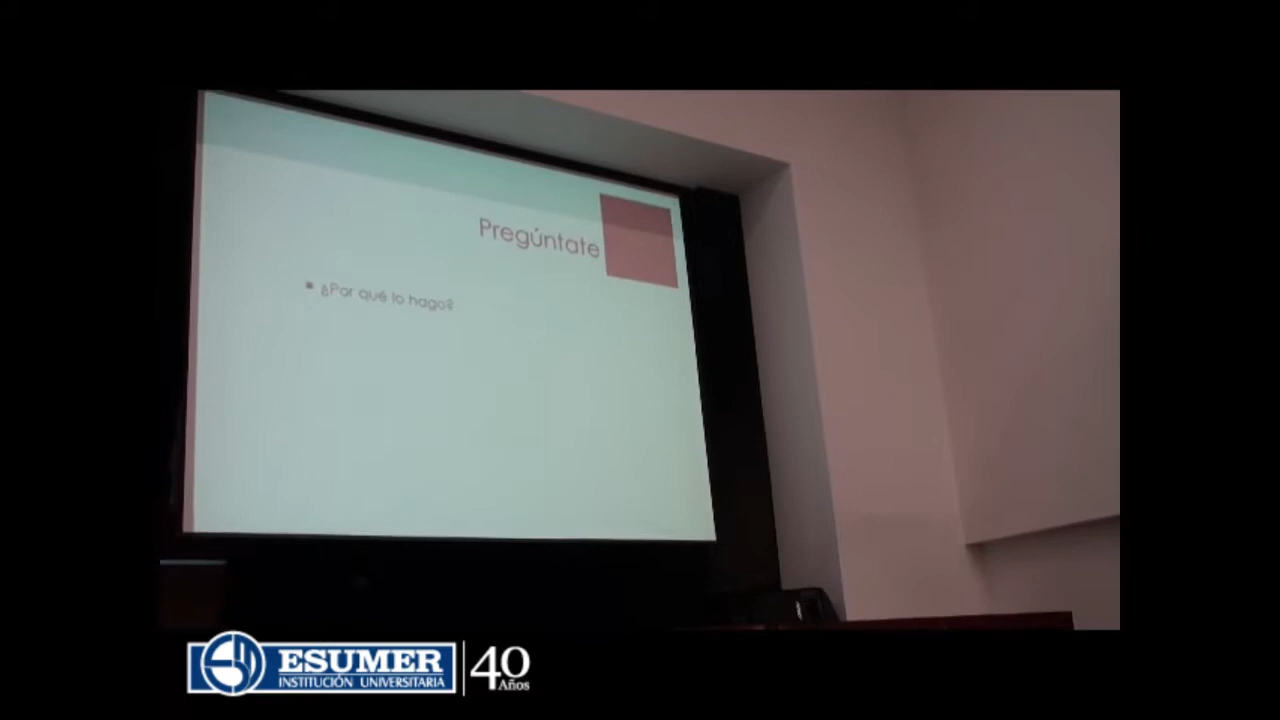 Pregúntate
▪ ¿Por qué lo hago?
ESUMER
INSTITUCIÓN UNIVERSITARIA
40
Años